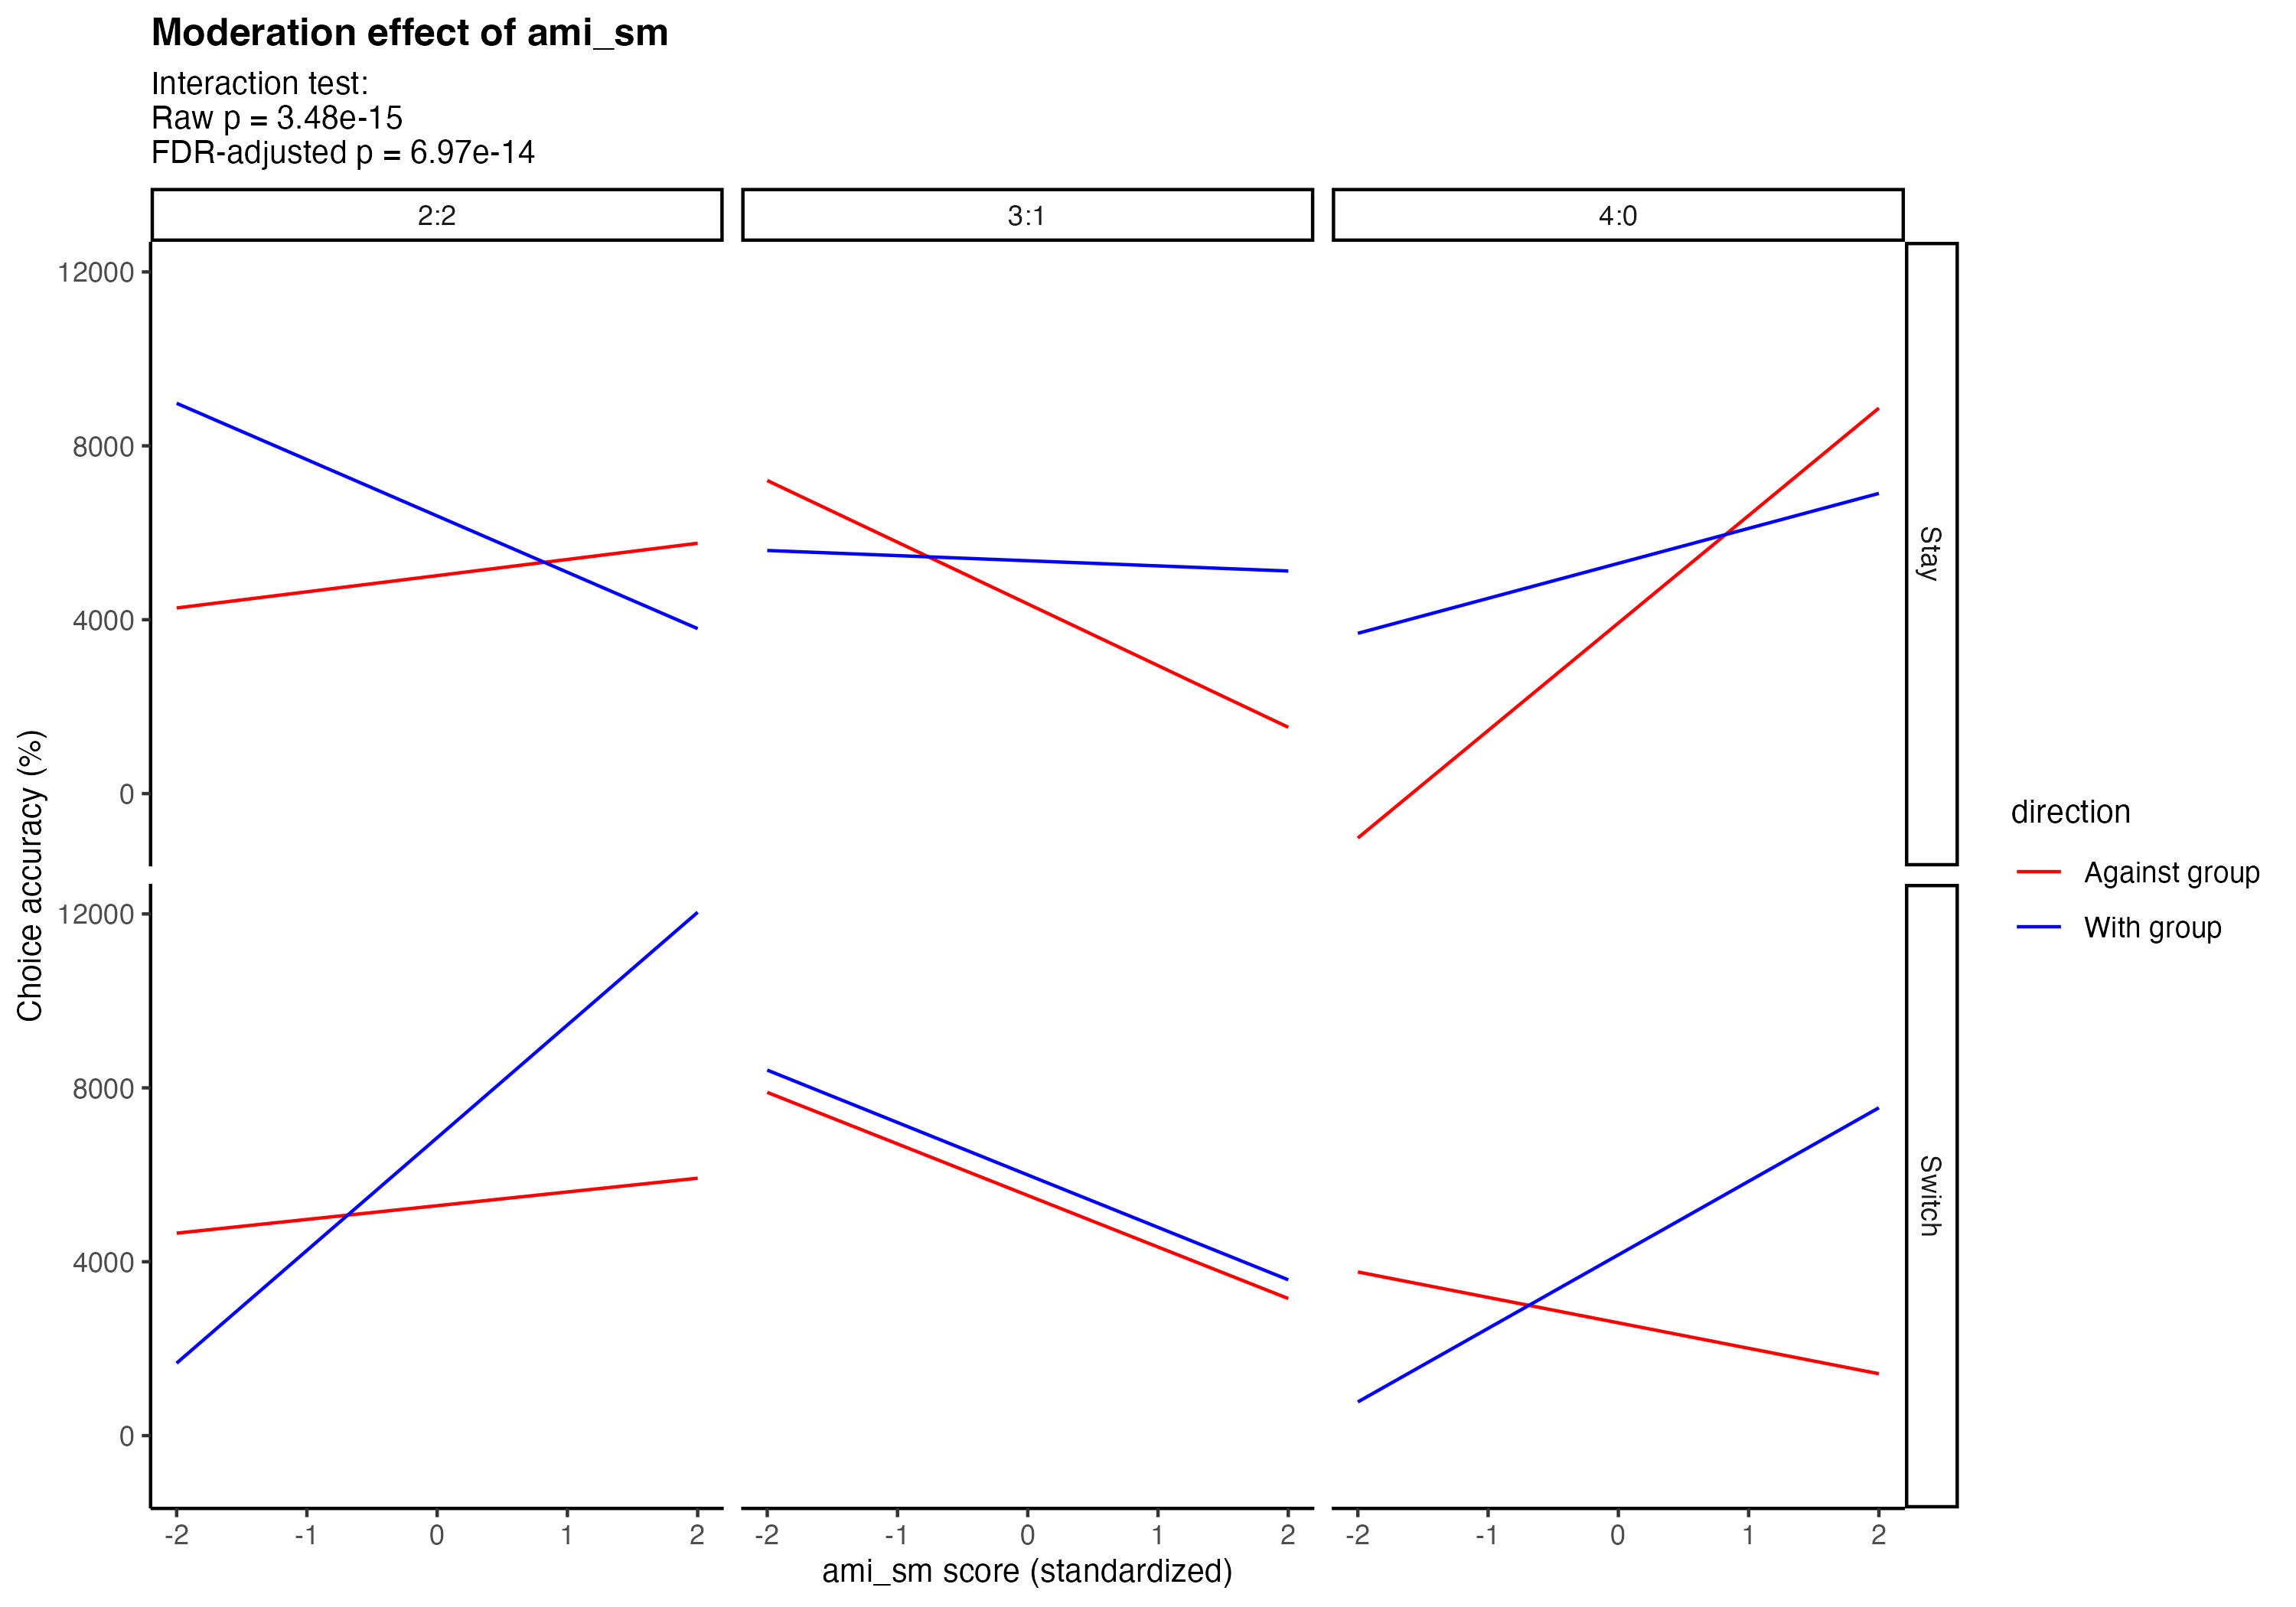 Moderation effect of ami_sm
Interaction test:
Raw p = 3.48e-15
FDR-adjusted p = 6.97e-14
2:2
3:1
4:0
12000
8000
4000
0
Stay
12000
8000
4000
0
Switch
Choice accuracy (%)
-2 -1 0 1 2
-2 -1 0 1 2
-2 -1 0 1 2
ami_sm score (standardized)
direction
Against group
With group